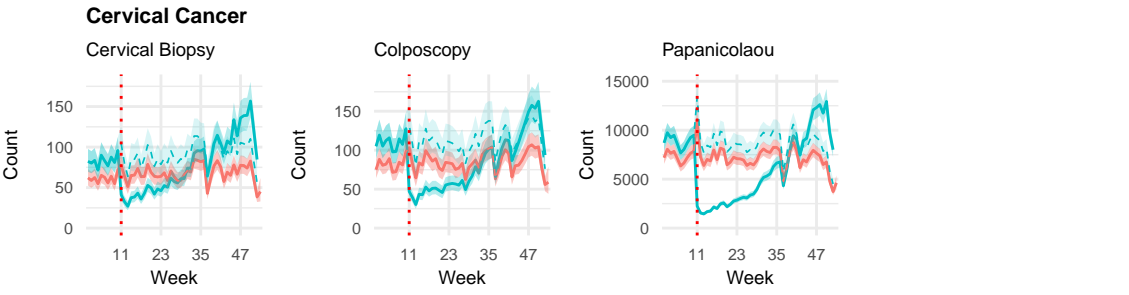 Cervical Cancer
Cervical Biopsy
Colposcopy
Papanicolaou
Count
150
100
50
0
11
23
35
47
Week
Count
150
100
50
0
11
23
35
47
Week
Count
15000
10000
5000
0
11
23
35
47
Week